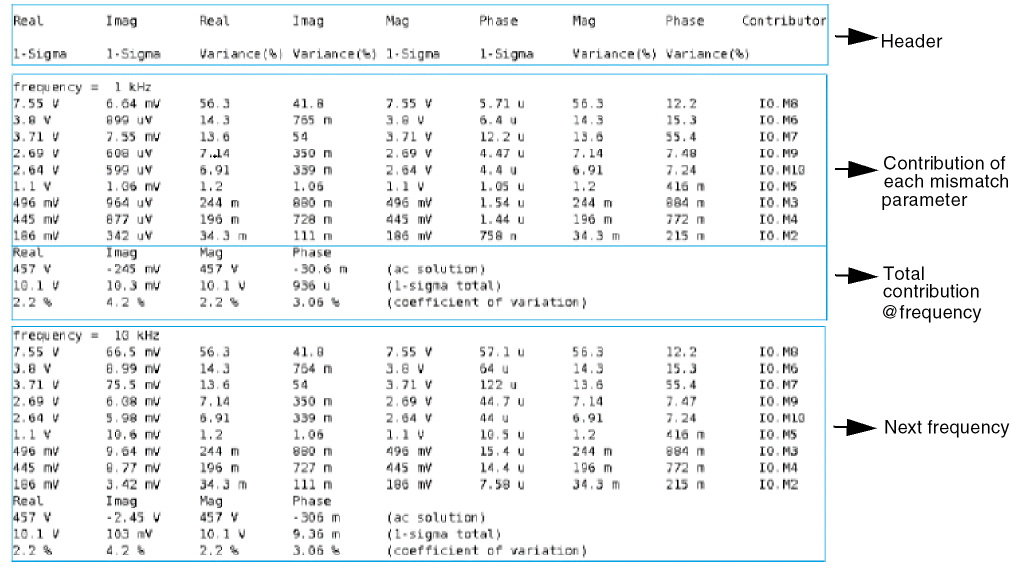 Real Imag Real Imag Mag Phase Mag Phase Contributor
1-Sigma 1-Sigma Variance(%) Variance(%) 1-Sigma 1-Sigma Variance(%) Variance(%)
Header
frequency = 1 kHz
7.55 V 6.64 mV 56.3 41.8 7.55 V 5.71 u 56.3 12.2 I0.M8
3.8 V 899 uV 14.3 765 m 3.8 V 6.4 u 14.3 15.3 I0.M6
3.71 V 7.55 mV 13.6 54 3.71 V 12.2 u 13.6 55.4 I0.M7
2.69 V 608 uV 7.14 350 m 2.69 V 4.47 u 7.14 7.48 I0.M9
2.64 V 599 uV 6.91 339 m 2.64 V 4.4 u 6.91 7.24 I0.M10
1.1 V 1.06 mV 1.2 1.06 1.1 V 1.05 u 1.2 416 m I0.M5
496 mV 964 uV 244 m 880 m 496 mV 1.54 u 244 m 884 m I0.M3
445 mV 877 uV 196 m 728 m 445 mV 1.44 u 196 m 772 m I0.M4
186 mV 342 uV 34.3 m 111 m 186 mV 758 n 34.3 m 215 m I0.M2
Contribution of
each mismatch
parameter
Real Imag Mag Phase
457 V -245 mV 457 V -30.6 m (ac solution)
10.1 V 10.3 mV 10.1 V 936 u (1-sigma total)
2.2 % 4.2 % 2.2 % 3.06 % (coefficient of variation)
Total
contribution
@frequency
frequency = 10 kHz
7.55 V 66.5 mV 56.3 41.8 7.55 V 57.1 u 56.3 12.2 I0.M8
3.8 V 8.99 mV 14.3 764 m 3.8 V 64 u 14.3 15.3 I0.M6
3.71 V 75.5 mV 13.6 54 3.71 V 122 u 13.6 55.4 I0.M7
2.69 V 6.08 mV 7.14 350 m 2.69 V 44.7 u 7.14 7.47 I0.M9
2.64 V 5.98 mV 6.91 339 m 2.64 V 44 u 6.91 7.24 I0.M10
1.1 V 10.6 mV 1.2 1.06 1.1 V 10.5 u 1.2 416 m I0.M5
496 mV 9.64 mV 244 m 880 m 496 mV 15.4 u 244 m 884 m I0.M3
445 mV 8.77 mV 196 m 727 m 445 mV 14.4 u 196 m 772 m I0.M4
186 mV 3.42 mV 34.3 m 111 m 186 mV 7.58 u 34.3 m 215 m I0.M2
Next frequency
Real Imag Mag Phase
457 V -2.45 V 457 V -306 m (ac solution)
10.1 V 103 mV 10.1 V 9.36 m (1-sigma total)
2.2 % 4.2 % 2.2 % 3.06 % (coefficient of variation)